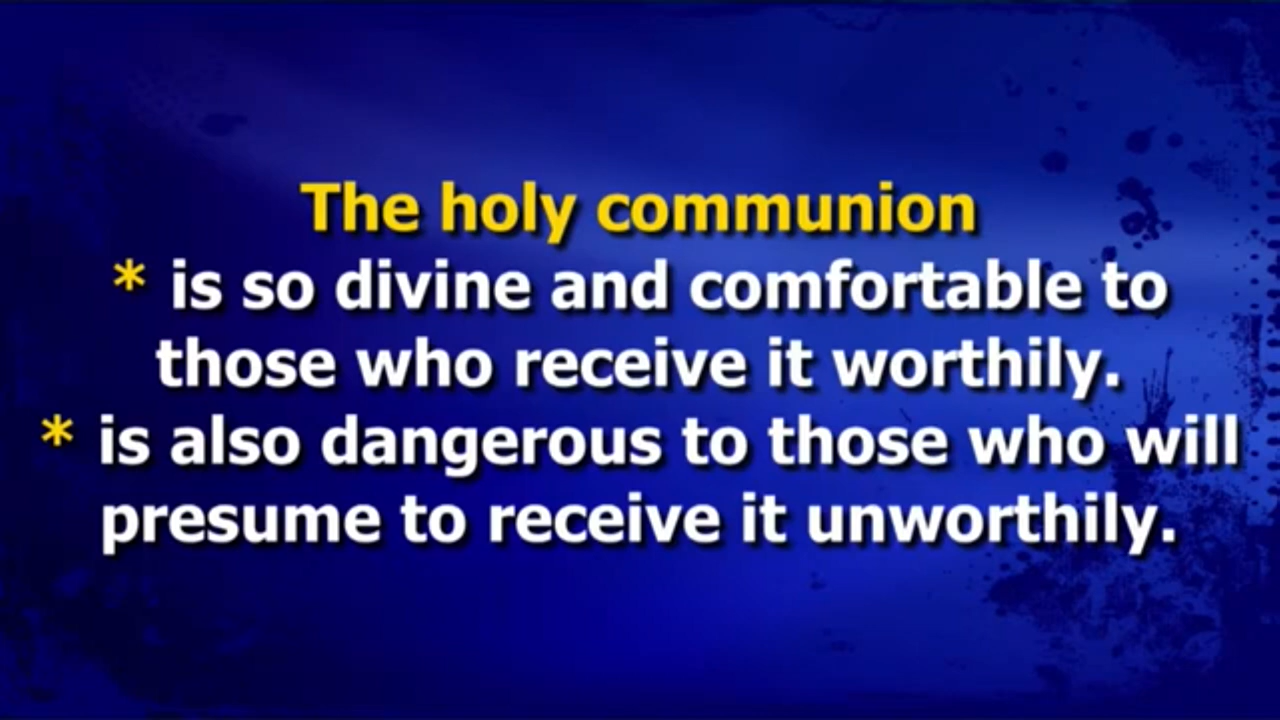 The holy communion
* is so divine and comfortable to
those who receive it worthily.
* is also dangerous to those who will
presume to receive it unworthily.